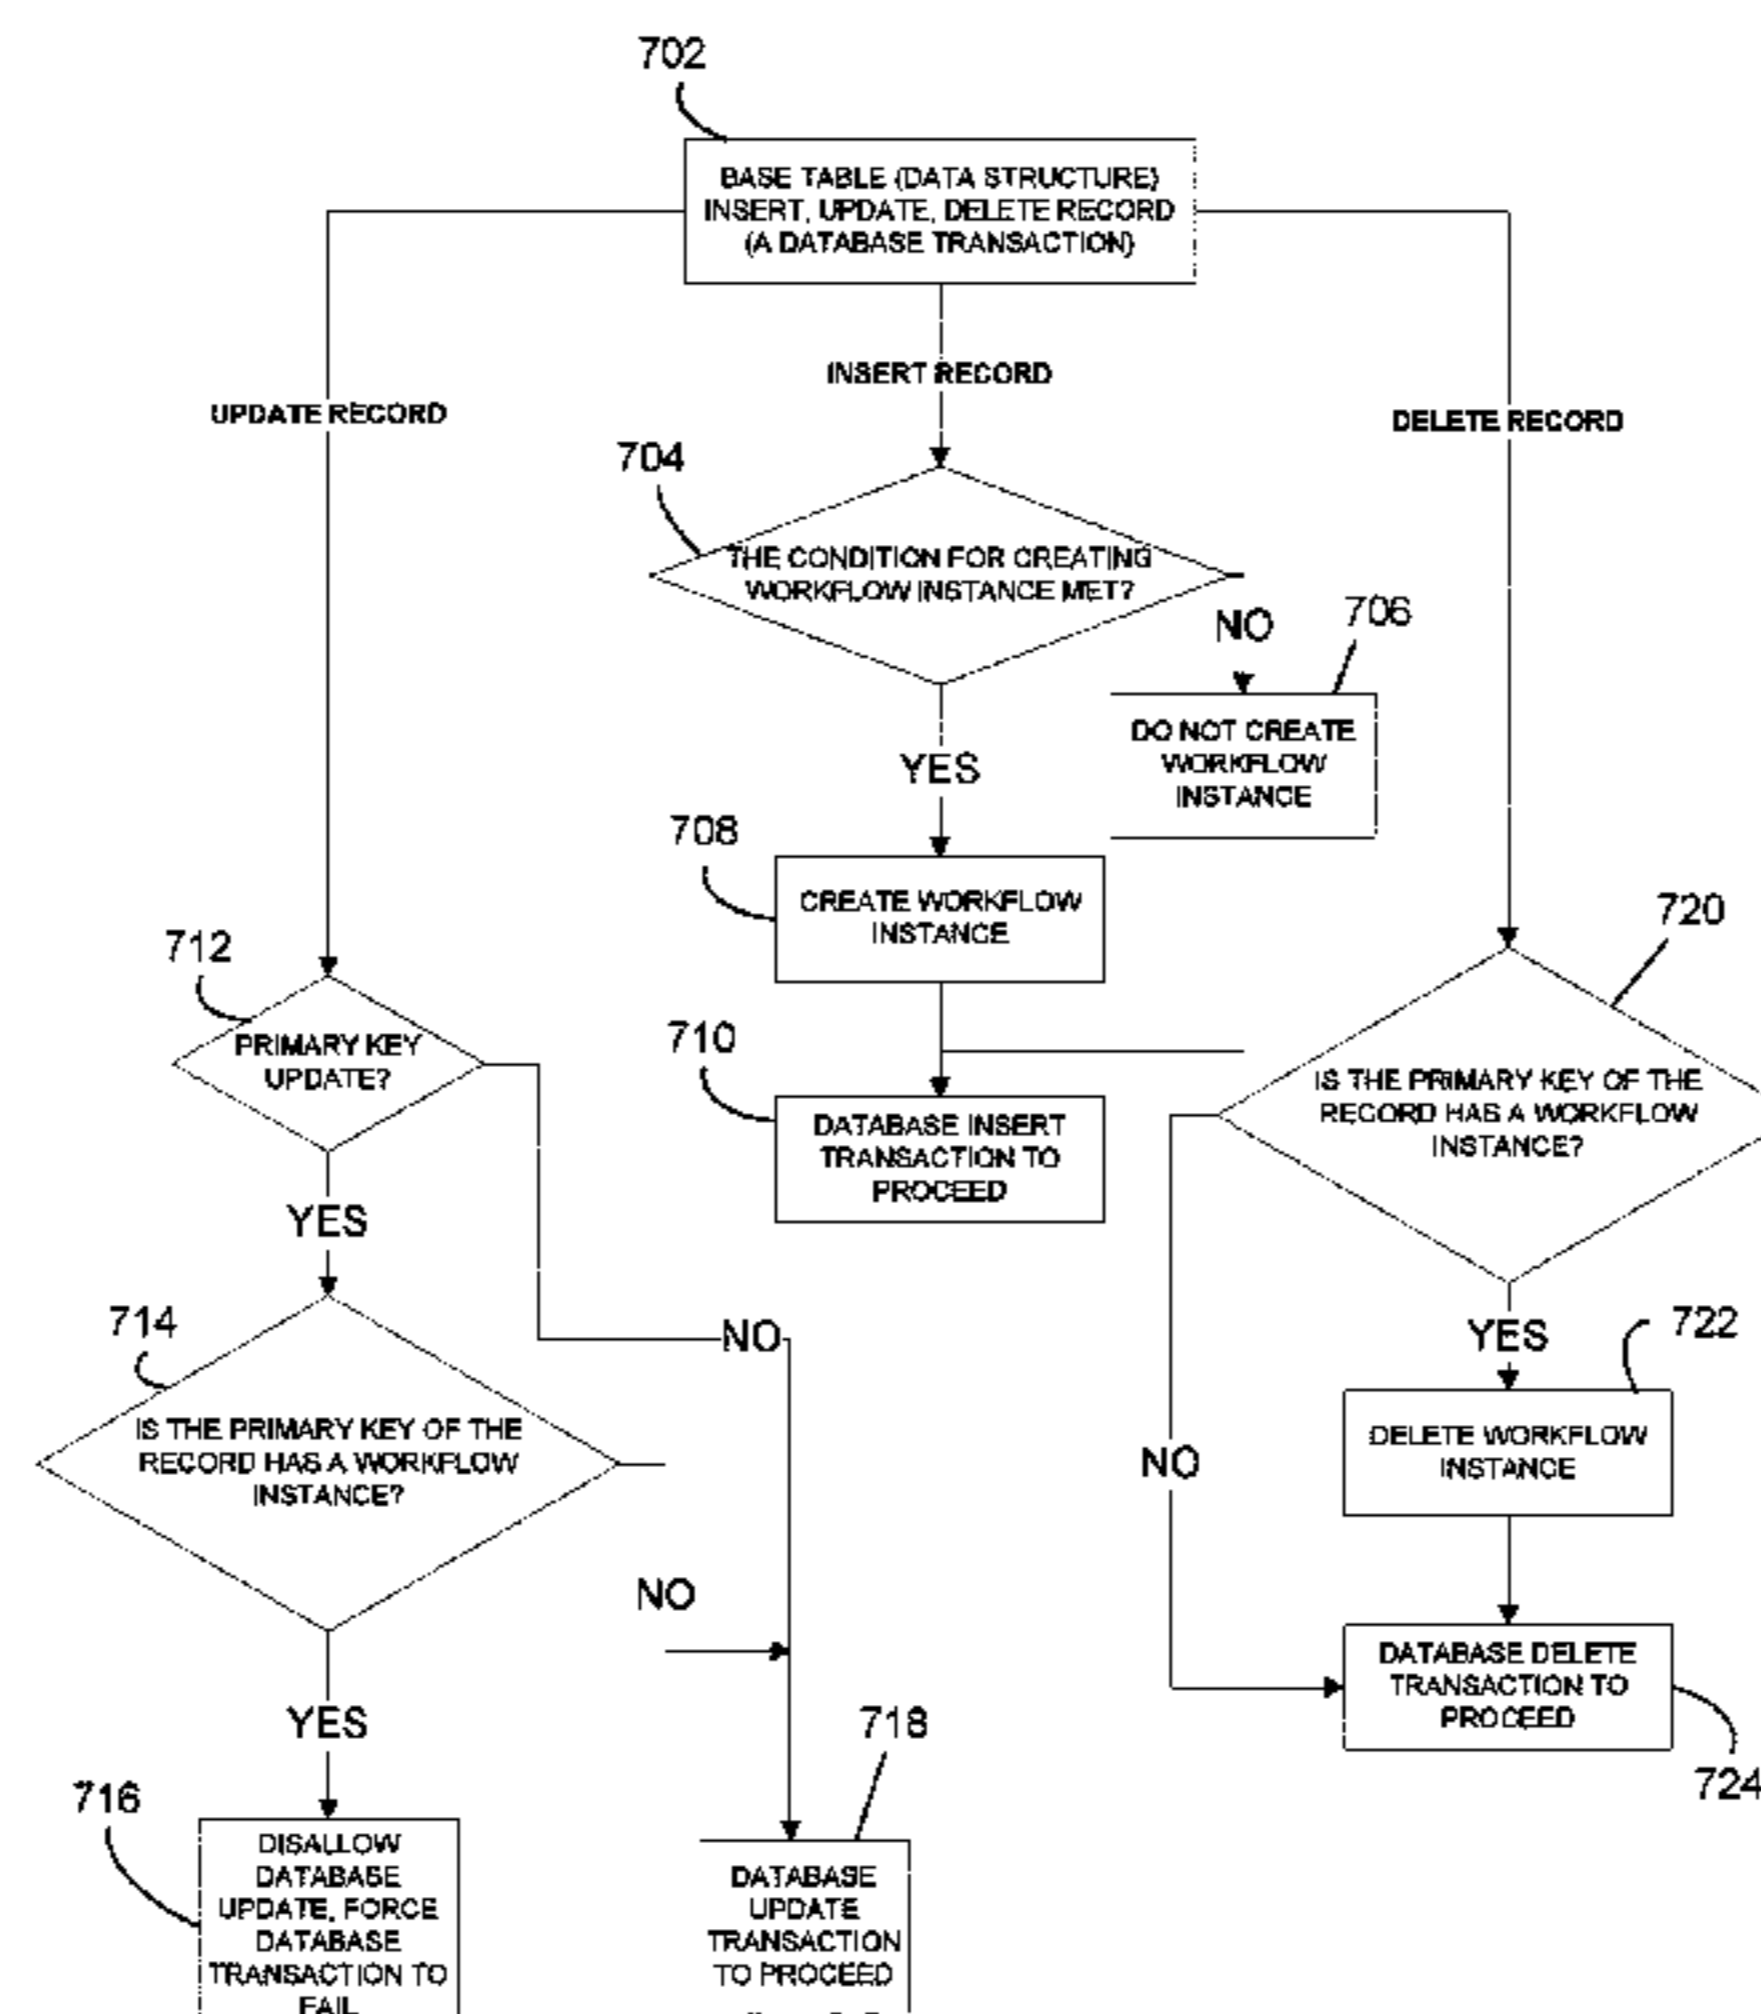 702
BASE TABLE (DATA STRUCTURE)
INSERT, UPDATE, DELETE RECORD
(A DATABASE TRANSACTION)
INSERT RECORD
UPDATE RECORD
DELETE RECORD
704
THE CONDITION FOR CREATING
WORKFLOW INSTANCE MET?
NO
706
DO NOT CREATE
WORKFLOW
INSTANCE
YES
708
CREATE WORKFLOW
INSTANCE
710
DATABASE INSERT
TRANSACTION TO
PROCEED
712
PRIMARY KEY
UPDATE?
YES
NO
714
IS THE PRIMARY KEY OF THE
RECORD HAS A WORKFLOW
INSTANCE?
NO
YES
716
DISALLOW
DATABASE
UPDATE, FORCE
DATABASE
TRANSACTION TO
FAIL
718
DATABASE
UPDATE
TRANSACTION
TO PROCEED
720
IS THE PRIMARY KEY OF THE
RECORD HAS A WORKFLOW
INSTANCE?
YES
722
DELETE WORKFLOW
INSTANCE
NO
DATABASE DELETE
TRANSACTION TO
PROCEED
724